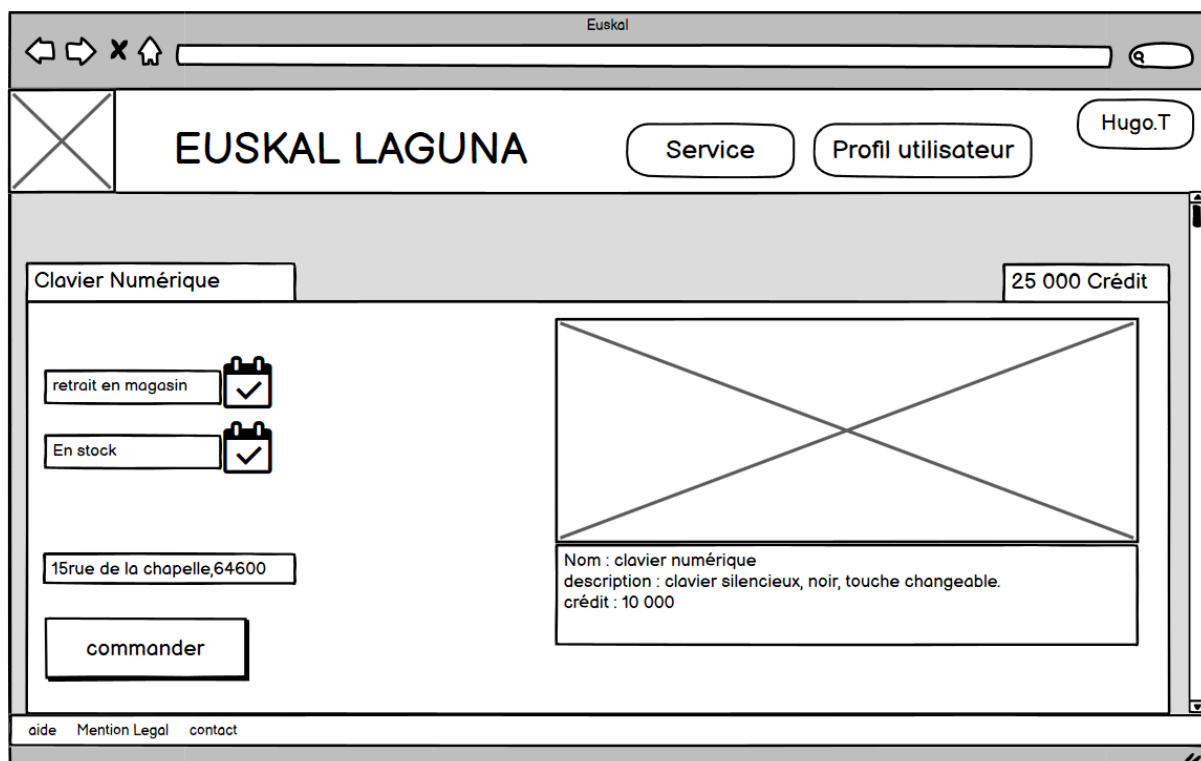 Euskal
EUSKAL LAGUNA
Service
Profil utilisateur
Hugo.T
Clavier Numérique
25 000 Crédit
retrait en magasin
En stock
15rue de la chapelle,64600
commander
Nom : clavier numérique
description : clavier silencieux, noir, touche changeable.
crédit : 10 000
aide
Mention Legal
contact